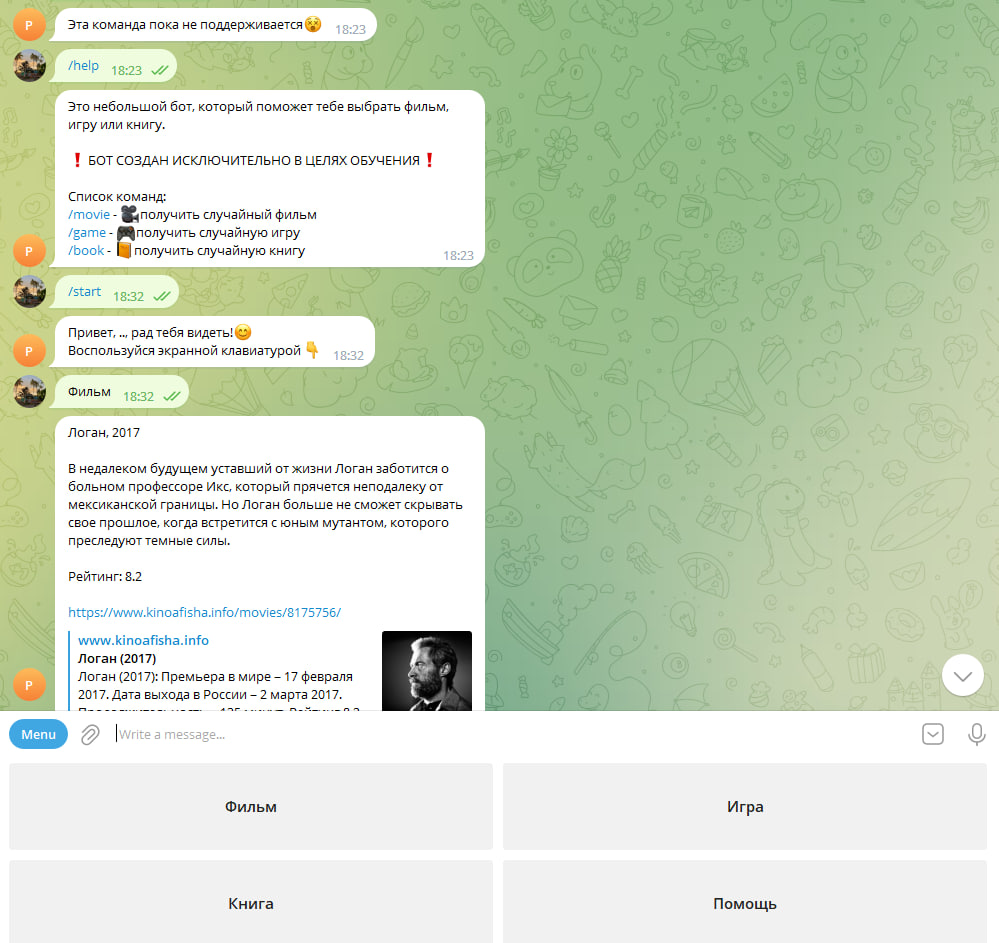 P
Эта команда пока не поддерживается😵 18:23
/help 18:23
Это небольшой бот, который поможет тебе выбрать фильм,
игру или книгу.
❗ БОТ СОЗДАН ИСКЛЮЧИТЕЛЬНО В ЦЕЛЯХ ОБУЧЕНИЯ ❗
Список команд:
/movie - 🎥получить случайный фильм
/game - 🎮получить случайную игру
/book - 📙получить случайную книгу
P
18:23
/start 18:32
Привет, .., рад тебя видеть!😊
Воспользуйся экранной клавиатурой 👇 18:32
P
Фильм 18:32
Логан, 2017
В недалеком будущем уставший от жизни Логан заботится о
больном профессоре Икс, который прячется неподалеку от
мексиканской границы. Но Логан больше не сможет скрывать
свое прошлое, когда встретится с юным мутантом, которого
преследуют темные силы.
Рейтинг: 8.2
https://www.kinoafisha.info/movies/8175756/
www.kinoafisha.info
Логан (2017)
Логан (2017): Премьера в мире – 17 февраля
2017. Дата выхода в России – 2 марта 2017.
P
Menu
Write a message...
Фильм
Игра
Книга
Помощь